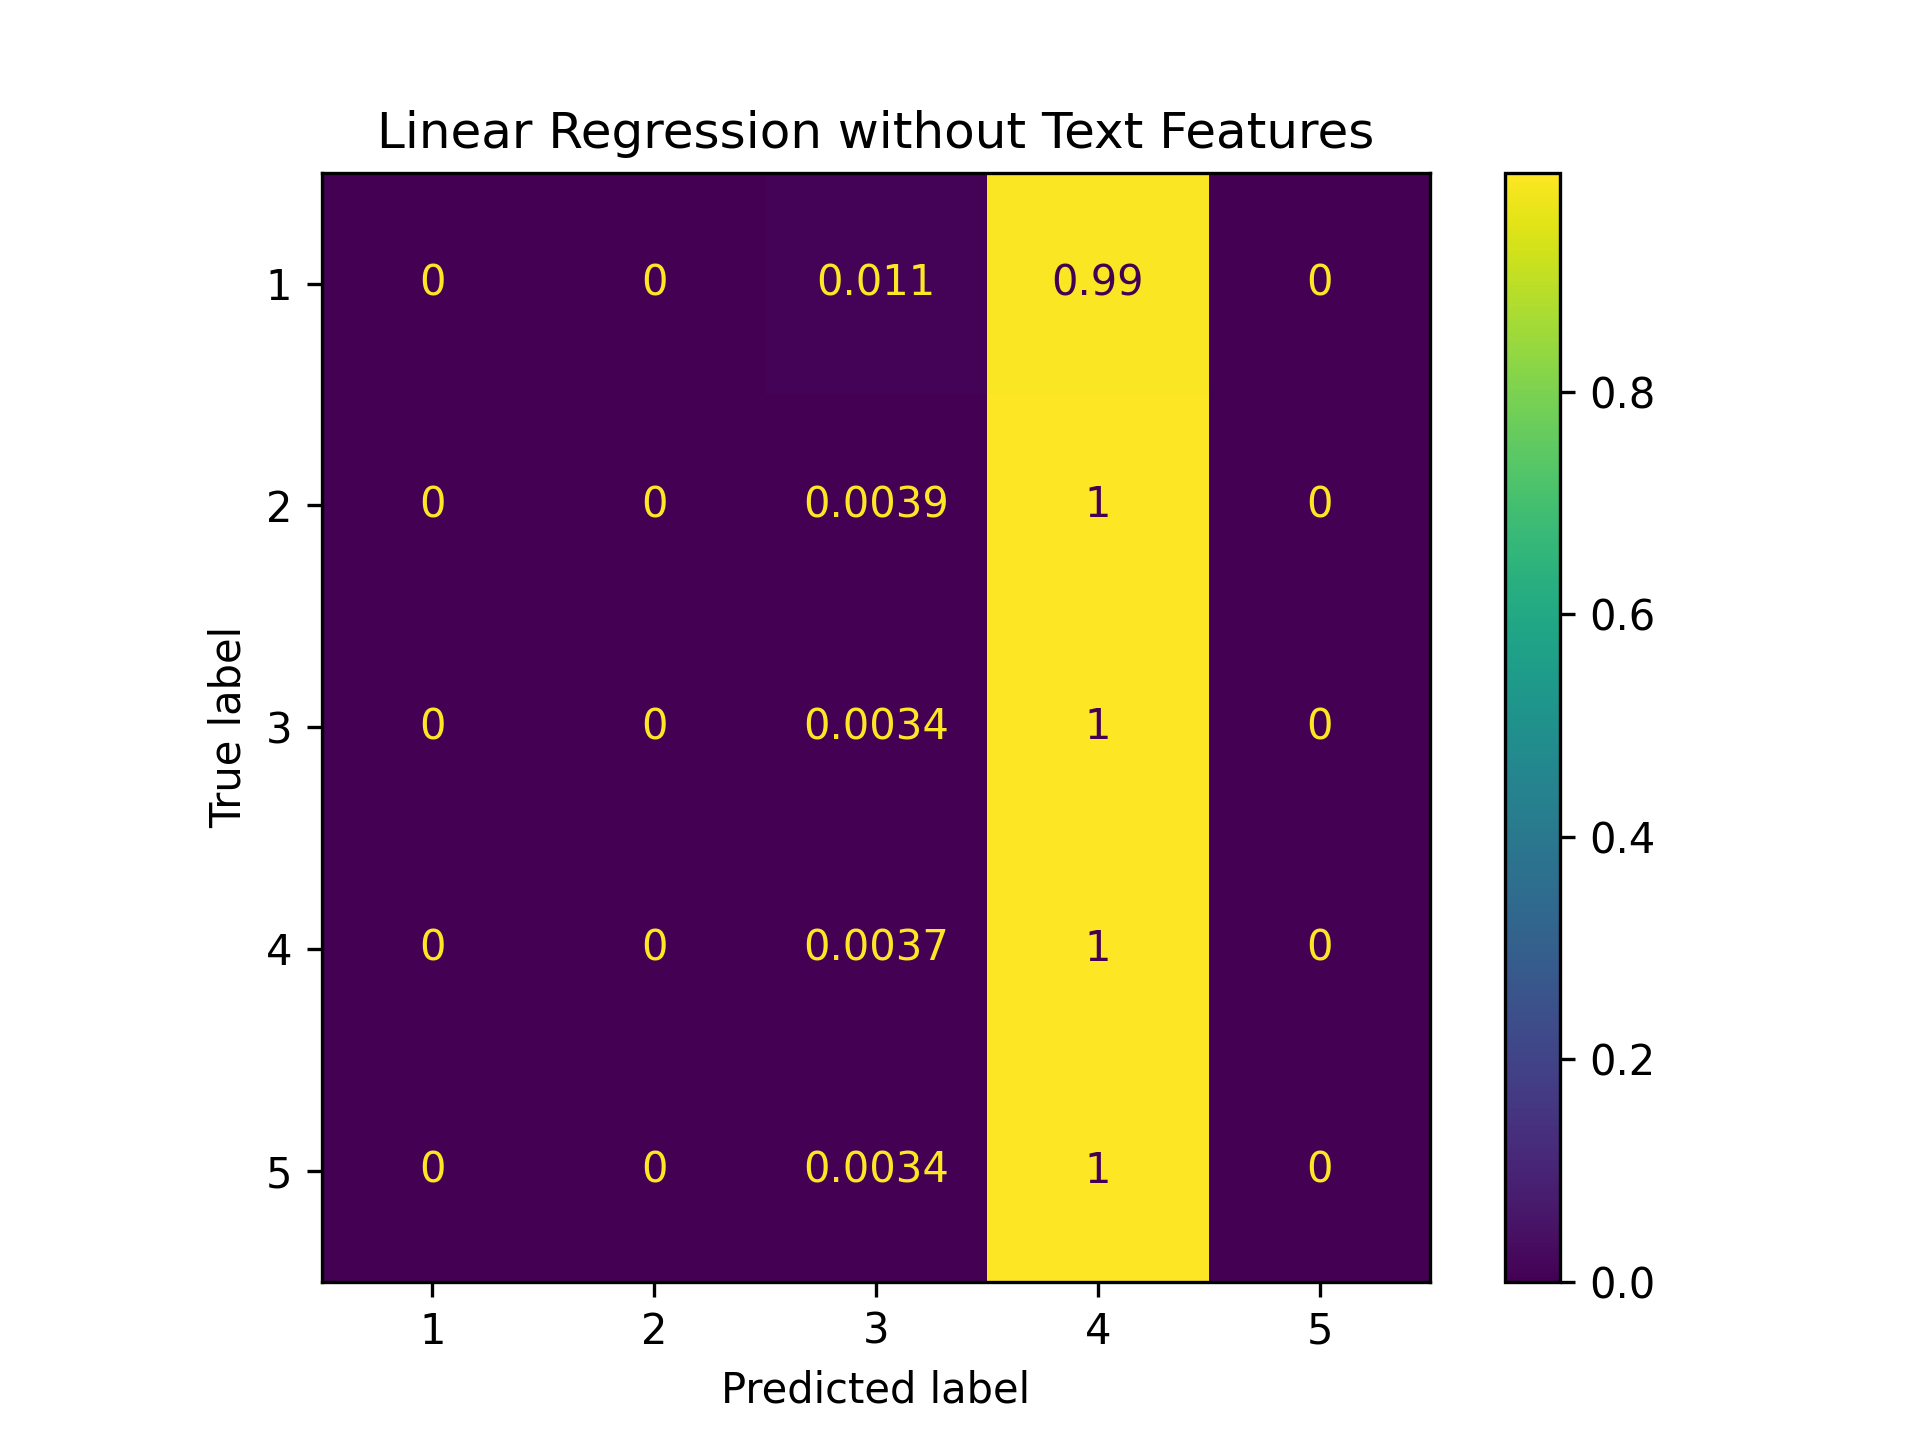 Linear Regression without Text Features
1 0 0 0.011 0.99 0
2 0 0 0.0039 1 0
3 0 0 0.0034 1 0
4 0 0 0.0037 1 0
5 0 0 0.0034 1 0
1 2 3 4 5
Predicted label
True label
0.8
0.6
0.4
0.2
0.0